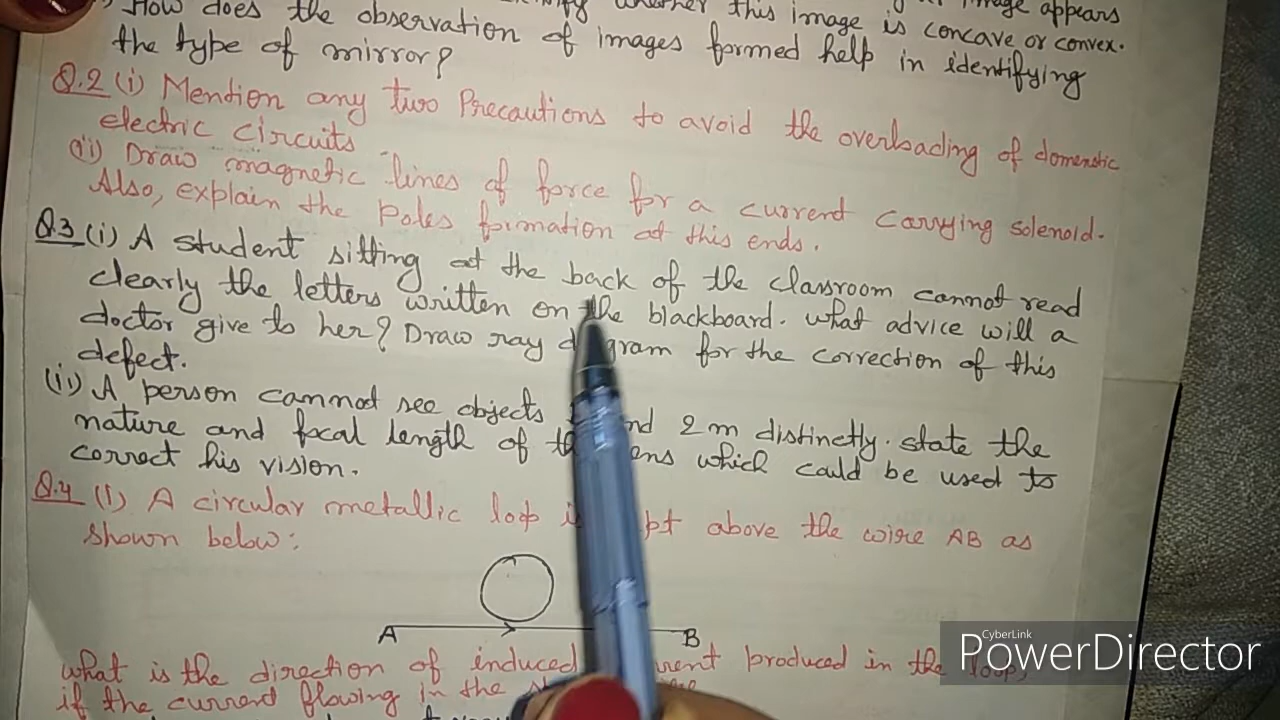 whether this image is concave or convex. image appears
How does the observation of images formed help in identifying
the type of mirror?
Q.2 (i) Mention any two Precautions to avoid the overloading of domenstic
electric circuits
(ii) Draw magnetic lines of force for a current carrying solenoid.
Also, explain the Poles formation at this ends.
Q.3 (i) A student sitting at the back of the classroom cannot read
clearly the letters written on the blackboard. what advice will a
doctor give to her? Draw ray diagram for the correction of this
defect.
(ii) A person cannot see objects 2 m distinctly. state the
nature and focal length of the lens which could be used to
correct his vision.
Q.4 (I) A circular metallic loop is kept above the wire AB as
shown below:
A B
what is the direction of induced current produced in the loop,
if the current flowing in the
CyberLink
PowerDirector